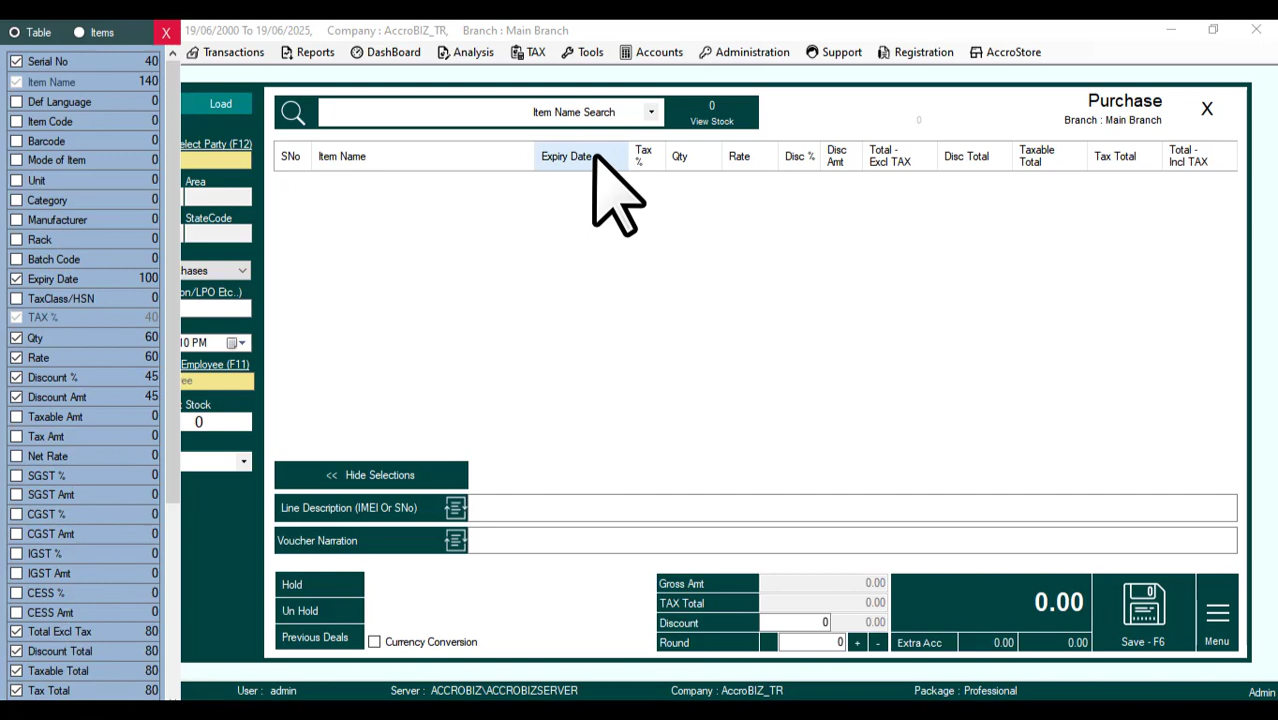 Table Items X
19/06/2000 To 19/06/2025, Company : AccroBIZ_TR, Branch : Main Branch
Transactions Reports DashBoard Analysis TAX Tools Accounts Administration Support Registration AccroStore
Serial No 40
Item Name 140
Def Language 0
Item Code 0
Barcode 0
Mode of Item 0
Unit 0
Category 0
Manufacturer 0
Rack 0
Batch Code 0
Expiry Date 100
TaxClass/HSN 0
TAX % 40
Qty 60
Rate 60
Discount % 45
Discount Amt 45
Taxable Amt 0
Tax Amt 0
Net Rate 0
SGST % 0
SGST Amt 0
CGST % 0
CGST Amt 0
IGST % 0
IGST Amt 0
CESS % 0
CESS Amt 0
Total Excl Tax 80
Discount Total 80
Taxable Total 80
Tax Total 80
Load
elect Party (F12)
Area
StateCode
hases
on/LPO Etc..)
0 PM
Employee (F11)
ee
Stock
0
Item Name Search
0
View Stock
0
Purchase
Branch : Main Branch
X
SNo Item Name Expiry Date Tax % Qty Rate Disc % Disc Amt Total - Excl TAX Disc Total Taxable Total Tax Total Total - Incl TAX
<< Hide Selections
Line Description (IMEI Or SNo)
Voucher Narration
Hold
Un Hold
Previous Deals
Currency Conversion
Gross Amt 0.00
TAX Total 0.00
Discount 0 0.00
Round 0 + -
0.00
Extra Acc 0.00 0.00
Save - F6
Menu
User : admin Server : ACCROBIZ\ACCROBIZSERVER Company : AccroBIZ_TR Package : Professional Admin